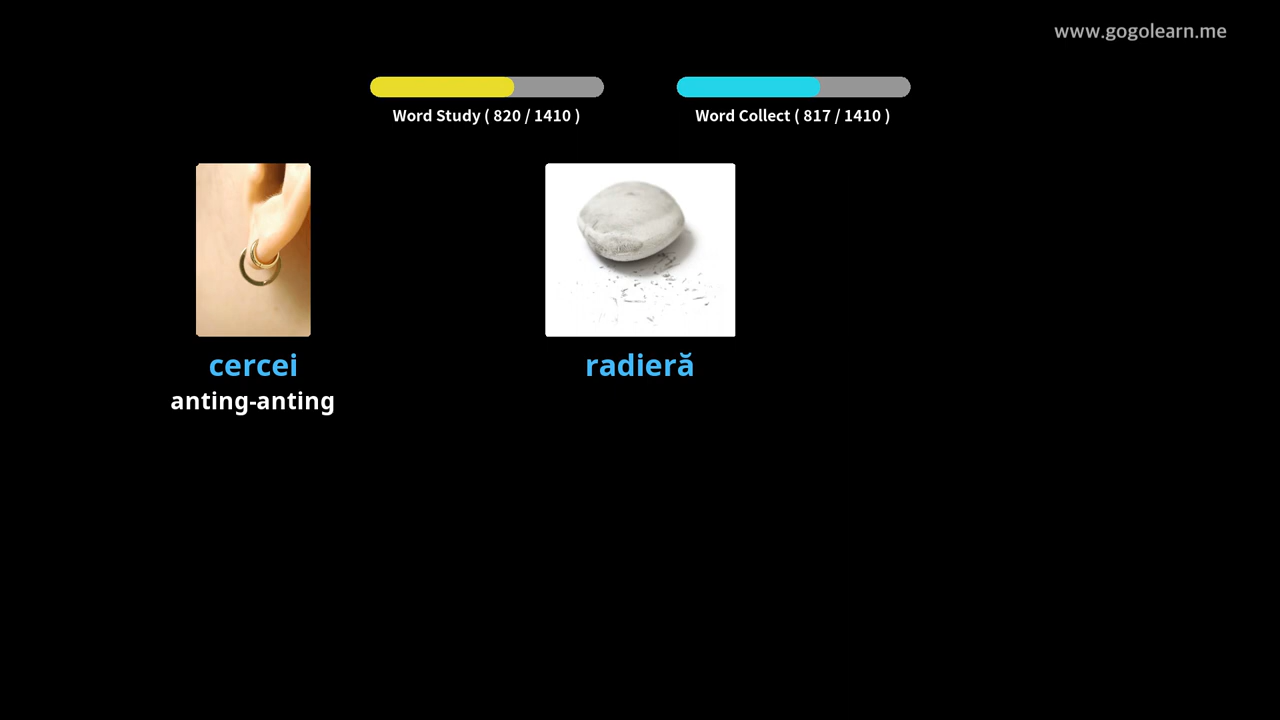 www.gogolearn.me
Word Study ( 820 / 1410 )
Word Collect ( 817 / 1410 )
cercei
anting-anting
radieră